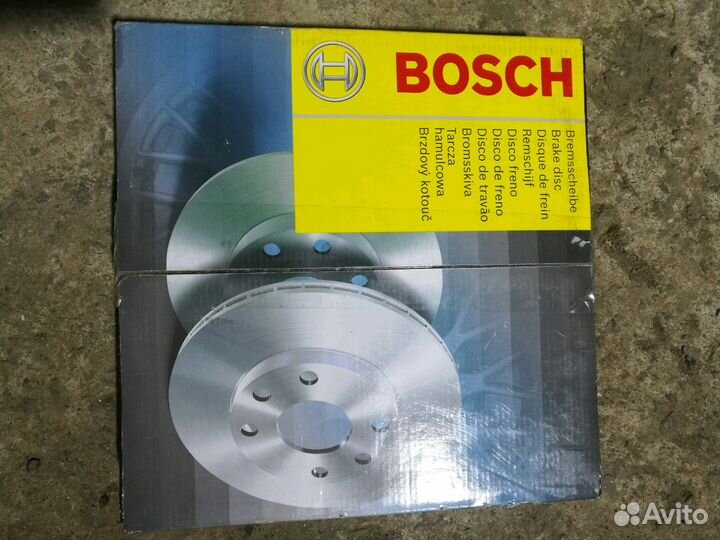 BOSCH
Bremsscheibe
Brake disc
Disque de frein
Remschijf
Disco freno
Disco de freno
Disco de travão
Bromsskiva
Tarcza
hamulcowa
Brzdový kotouč
Avito